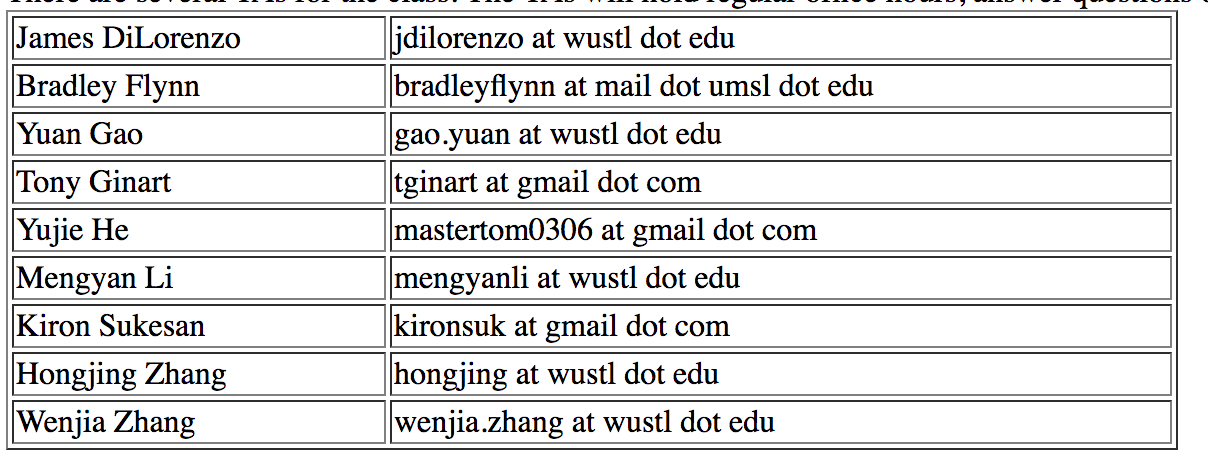 There are several TAs for the class. The TAs will hold regular office hours, answer questions
James DiLorenzo jdilorenzo at wustl dot edu
Bradley Flynn bradleyflynn at mail dot umsl dot edu
Yuan Gao gao.yuan at wustl dot edu
Tony Ginart tginart at gmail dot com
Yujie He mastertom0306 at gmail dot com
Mengyan Li mengyanli at wustl dot edu
Kiron Sukesan kironsuk at gmail dot com
Hongjing Zhang hongjing at wustl dot edu
Wenjia Zhang wenjia.zhang at wustl dot edu